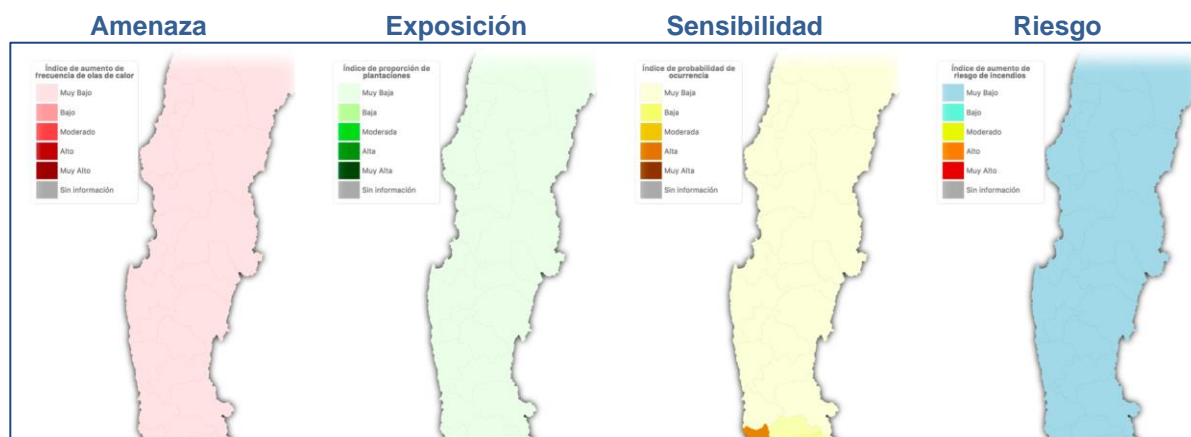 Amenaza
Exposición
Sensibilidad
Riesgo
Índice de aumento de
frecuencia de olas de calor
Muy Bajo
Bajo
Moderado
Alto
Muy Alto
Sin información
Índice de proporción de
plantaciones
Muy Baja
Baja
Moderada
Alta
Muy Alta
Sin información
Índice de probabilidad de
ocurrencia
Muy Baja
Baja
Moderada
Alta
Muy Alta
Sin información
Índice de aumento de
riesgo de incendios
Muy Bajo
Bajo
Moderado
Alto
Muy Alto
Sin información